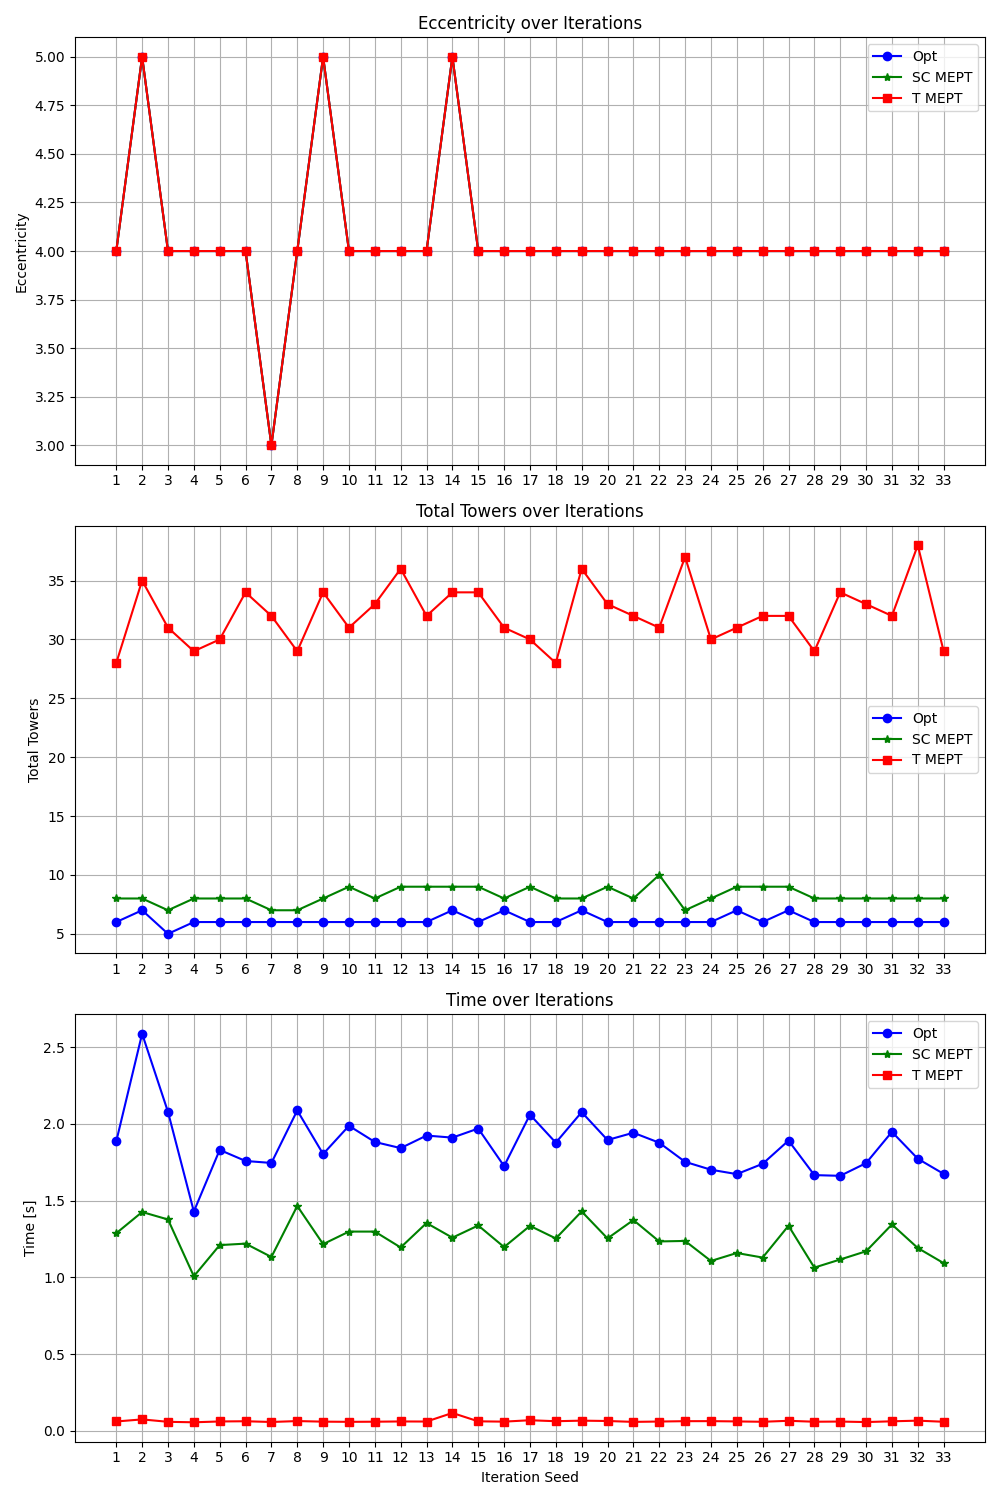 Eccentricity over Iterations
Eccentricity
5.00
4.75
4.50
4.25
4.00
3.75
3.50
3.25
3.00
Opt
SC MEPT
T MEPT
1 2 3 4 5 6 7 8 9 10 11 12 13 14 15 16 17 18 19 20 21 22 23 24 25 26 27 28 29 30 31 32 33
Total Towers over Iterations
Total Towers
35
30
25
20
15
10
5
Opt
SC MEPT
T MEPT
1 2 3 4 5 6 7 8 9 10 11 12 13 14 15 16 17 18 19 20 21 22 23 24 25 26 27 28 29 30 31 32 33
Time over Iterations
Time [s]
2.5
2.0
1.5
1.0
0.5
0.0
Opt
SC MEPT
T MEPT
1 2 3 4 5 6 7 8 9 10 11 12 13 14 15 16 17 18 19 20 21 22 23 24 25 26 27 28 29 30 31 32 33
Iteration Seed